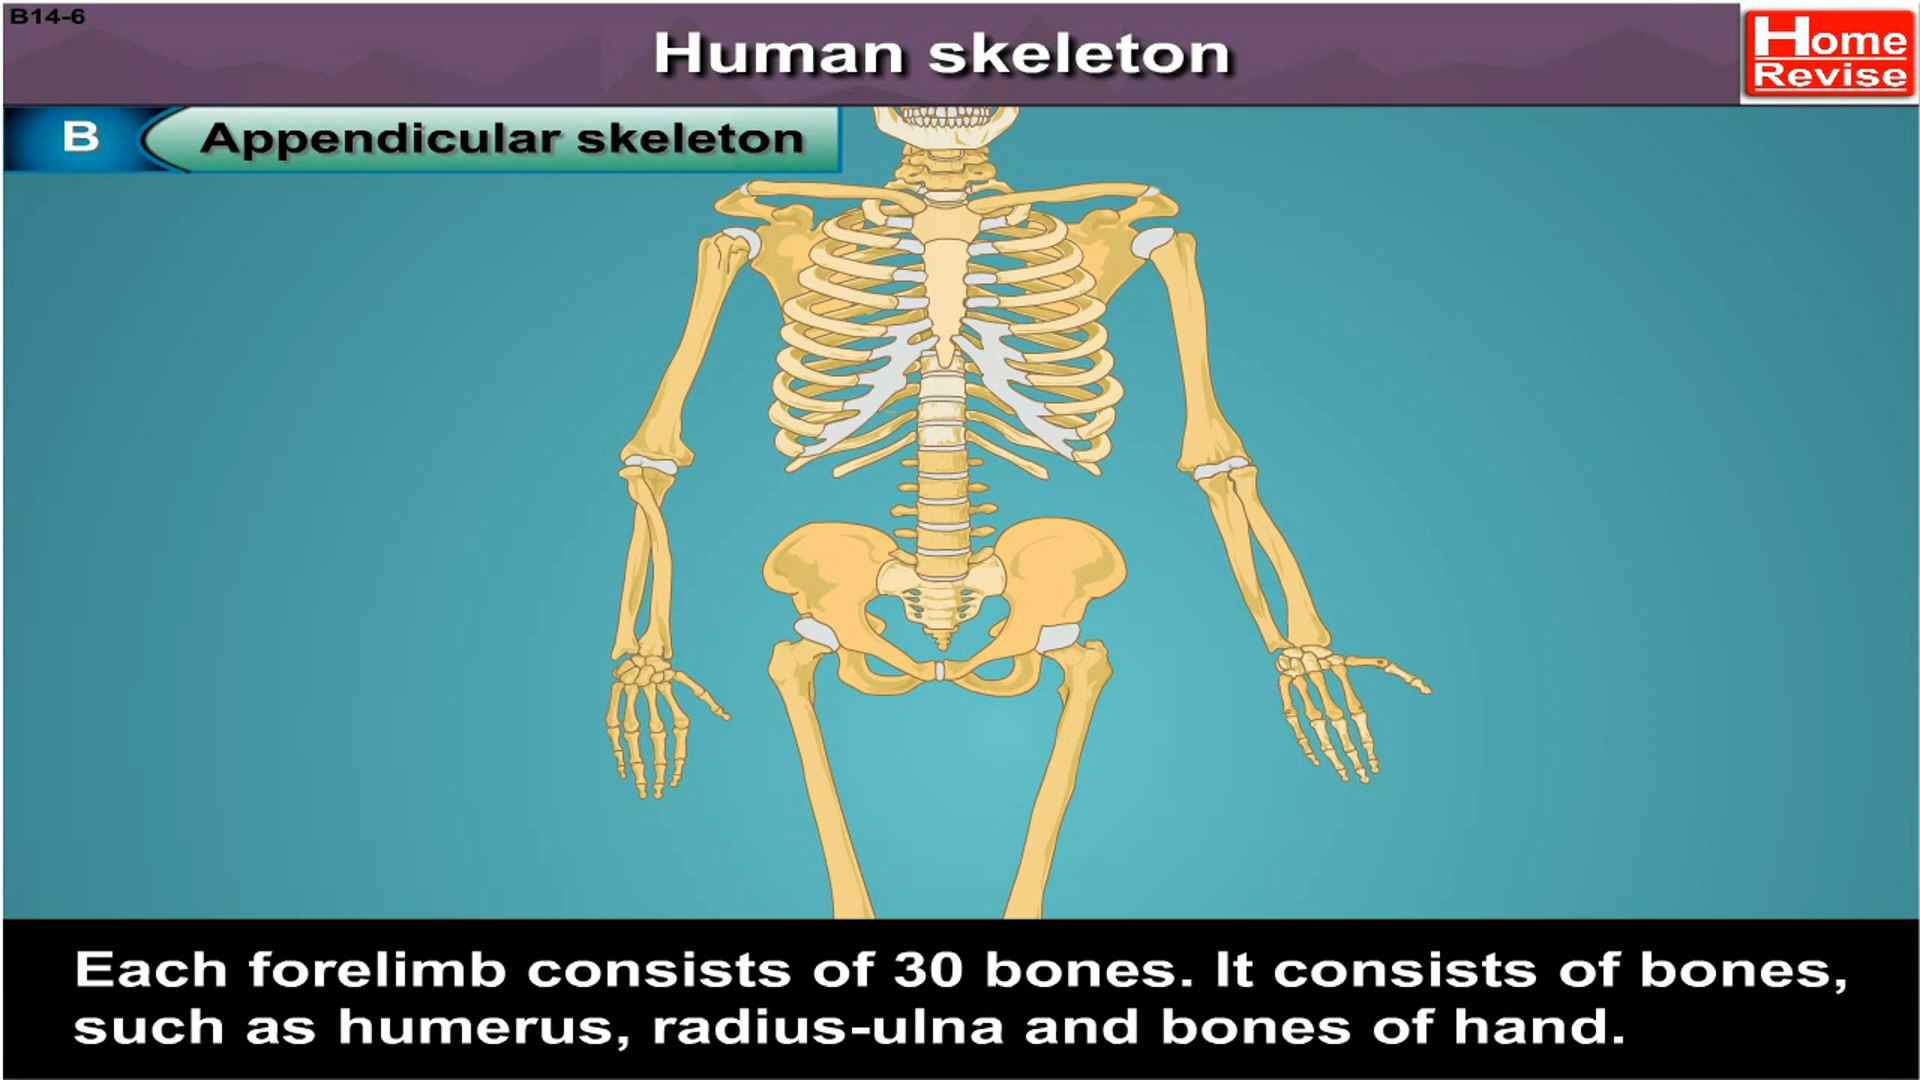 B14-6
Human skeleton
Home
Revise
B
Appendicular skeleton
Each forelimb consists of 30 bones. It consists of bones,
such as humerus, radius-ulna and bones of hand.